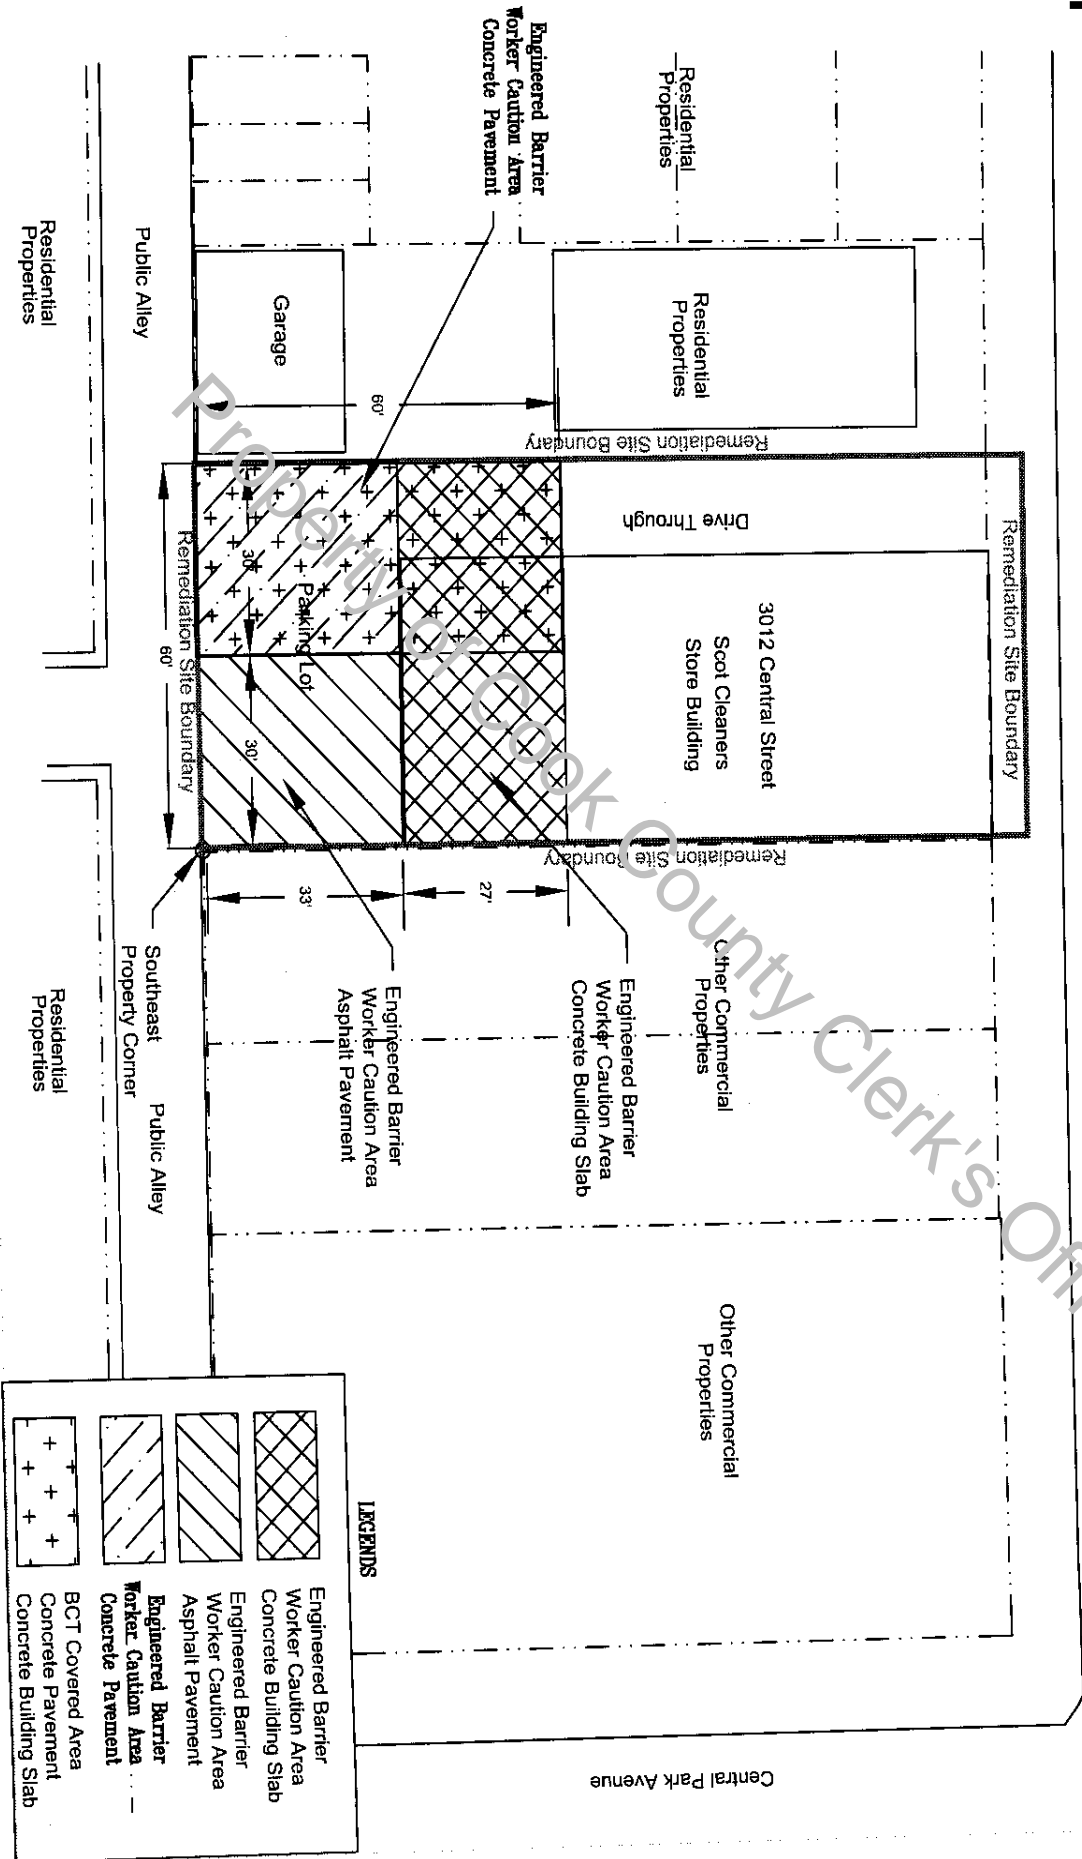 Engineered Barrier
Worker Caution Area
Concrete Pavement
Residential
Properties
Residential
Properties
Public Alley
Garage
Residential
Properties
60'
Remediation Site Boundary
Drive Through
Remediation Site Boundary
3012 Central Street
Scot Cleaners
Store Building
Parking Lot
30'
30'
60'
Remediation Site Boundary
Remediation Site Boundary
33'
27'
Southeast
Property Corner
Public Alley
Residential
Properties
Engineered Barrier
Worker Caution Area
Asphalt Pavement
Engineered Barrier
Worker Caution Area
Concrete Building Slab
Other Commercial
Properties
Other Commercial
Properties
Central Park Avenue
LEGENDS
Engineered Barrier
Worker Caution Area
Concrete Building Slab
Engineered Barrier
Worker Caution Area
Asphalt Pavement
Engineered Barrier
Worker Caution Area
Concrete Pavement
BCT Covered Area
Concrete Pavement
Concrete Building Slab
Property of Cook County Clerk's